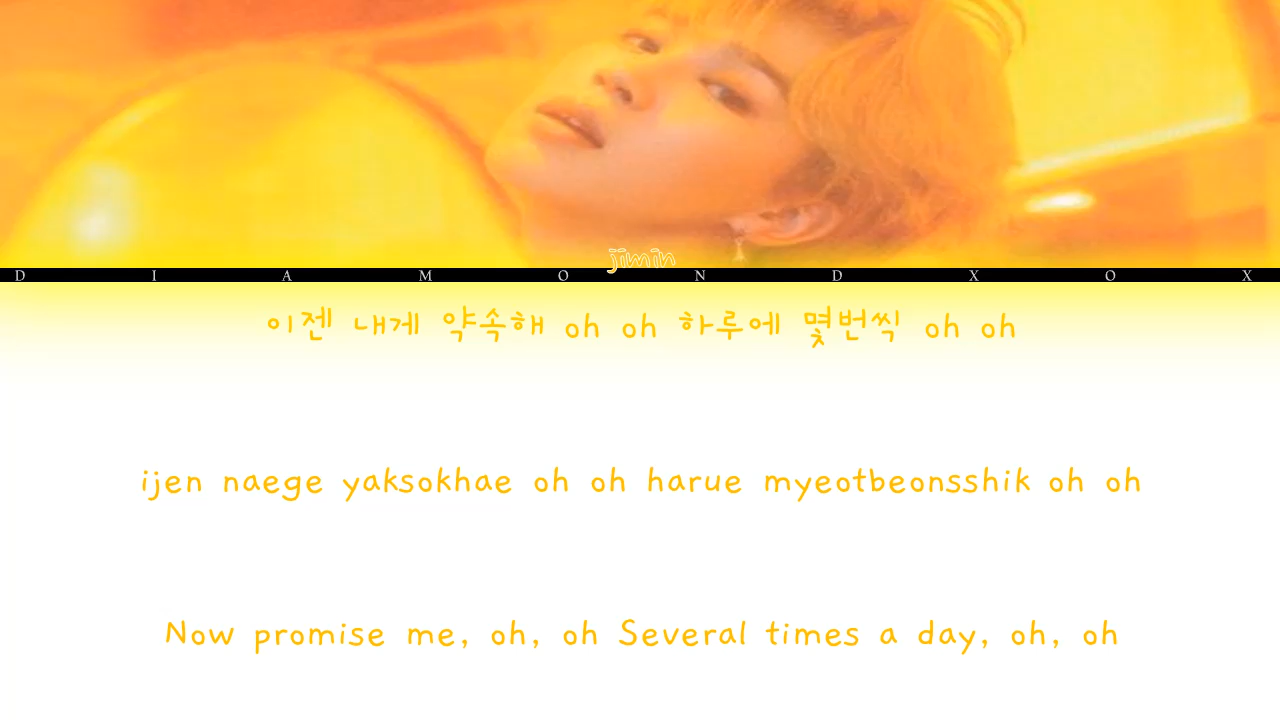 jimin
D I A M O N D X O X
이젠 내게 약속해 oh oh 하루에 몇번씩 oh oh
ijen naege yaksokhae oh oh harue myeotbeonsshik oh oh
Now promise me, oh, oh Several times a day, oh, oh